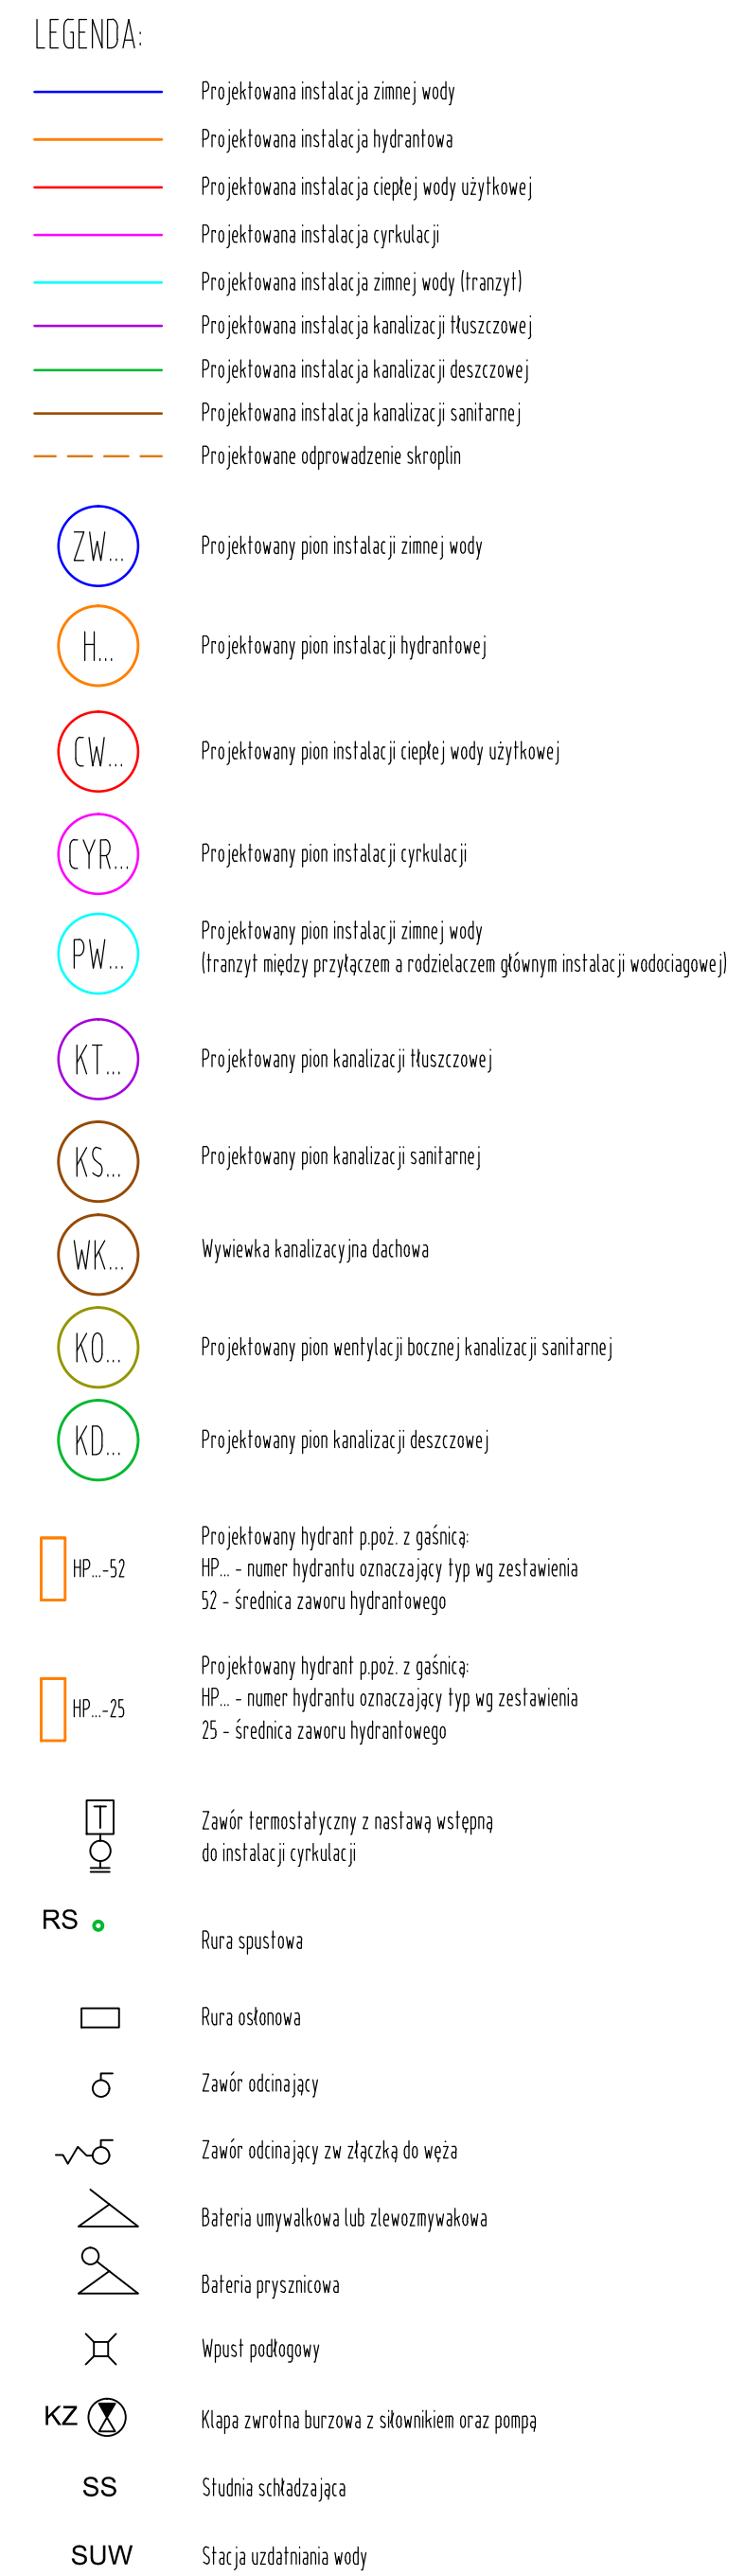 LEGENDA:
Projektowana instalacja zimnej wody
Projektowana instalacja hydrantowa
Projektowana instalacja ciepłej wody użytkowej
Projektowana instalacja cyrkulacji
Projektowana instalacja zimnej wody (tranzyt)
Projektowana instalacja kanalizacji tłuszczowej
Projektowana instalacja kanalizacji deszczowej
Projektowana instalacja kanalizacji sanitarnej
Projektowane odprowadzenie skroplin
ZW... Projektowany pion instalacji zimnej wody
H... Projektowany pion instalacji hydrantowej
CW... Projektowany pion instalacji ciepłej wody użytkowej
CYR... Projektowany pion instalacji cyrkulacji
PW... Projektowany pion instalacji zimnej wody
(tranzyt między przyłączem a rodzielaczem głównym instalacji wodociagowej)
KT... Projektowany pion kanalizacji tłuszczowej
KS... Projektowany pion kanalizacji sanitarnej
WK... Wywiewka kanalizacyjna dachowa
KO... Projektowany pion wentylacji bocznej kanalizacji sanitarnej
KD... Projektowany pion kanalizacji deszczowej
Projektowany hydrant p.poż. z gaśnicą:
HP...-52 HP... - numer hydrantu oznaczający typ wg zestawienia
52 - średnica zaworu hydrantowego
Projektowany hydrant p.poż. z gaśnicą:
HP...-25 HP... - numer hydrantu oznaczający typ wg zestawienia
25 - średnica zaworu hydrantowego
T Zawór termostatyczny z nastawą wstępną
do instalacji cyrkulacji
RS Rura spustowa
Rura osłonowa
Zawór odcinający
Zawór odcinający zw złączką do węża
Bateria umywalkowa lub zlewozmywakowa
Bateria prysznicowa
Wpust podłogowy
KZ Klapa zwrotna burzowa z siłownikiem oraz pompą
SS Studnia schładzająca
SUW Stacja uzdatniania wody